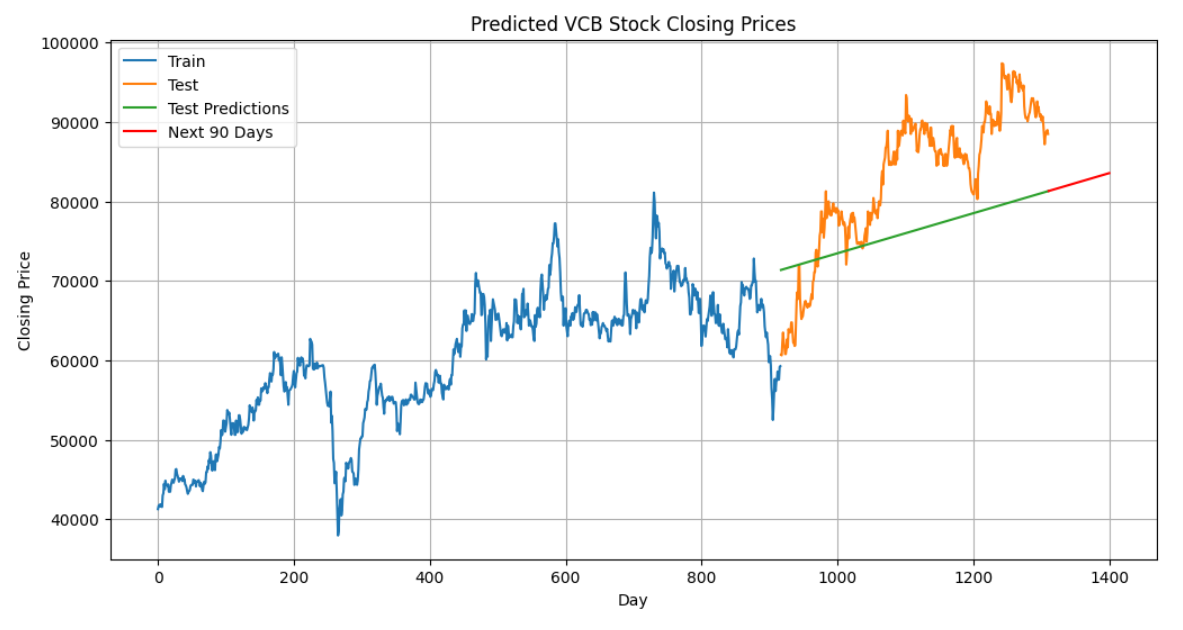 Predicted VCB Stock Closing Prices
100000
90000
80000
70000
60000
50000
40000
Closing Price
Train
Test
Test Predictions
Next 90 Days
0
200
400
600
800
1000
1200
1400
Day